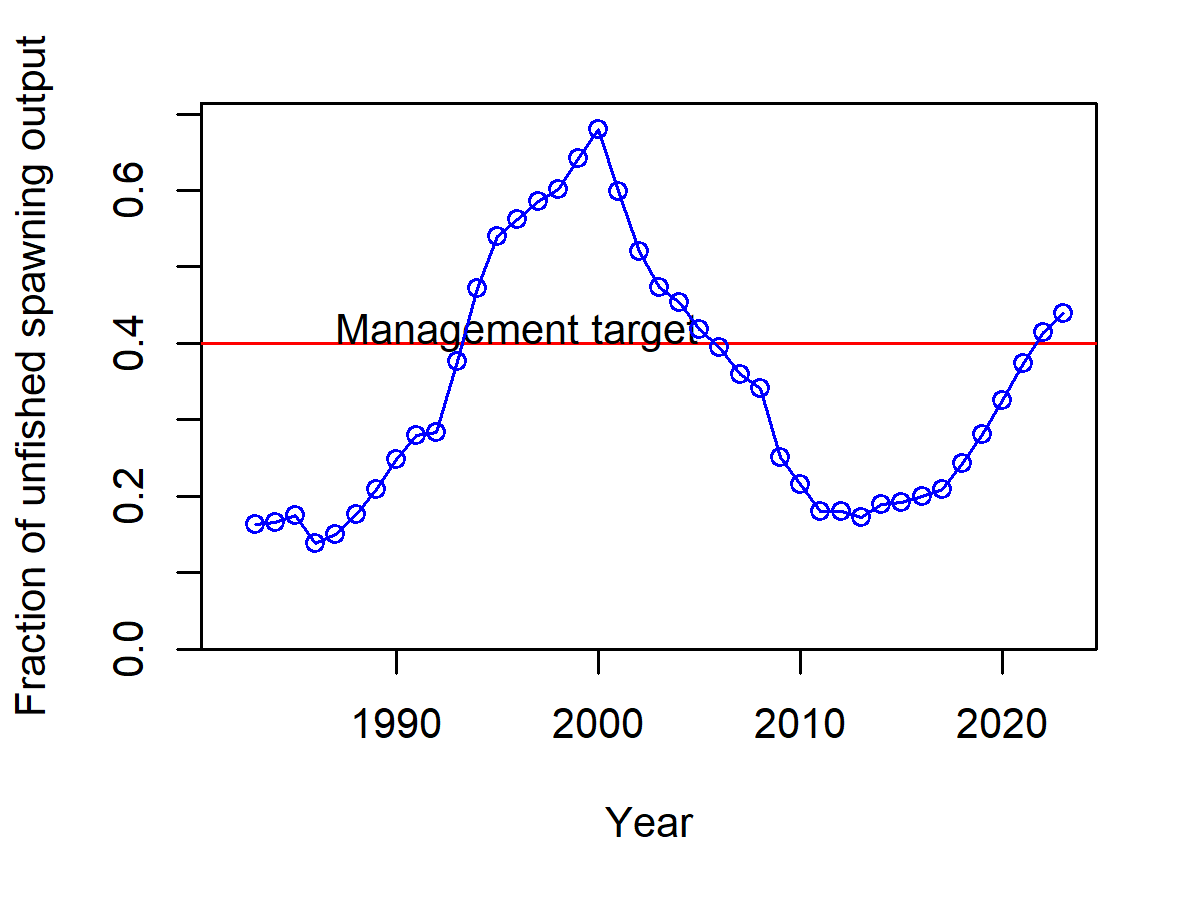 Fraction of unfished spawning output
0.6
0.4
0.2
0.0
Management target
1990 2000 2010 2020
Year